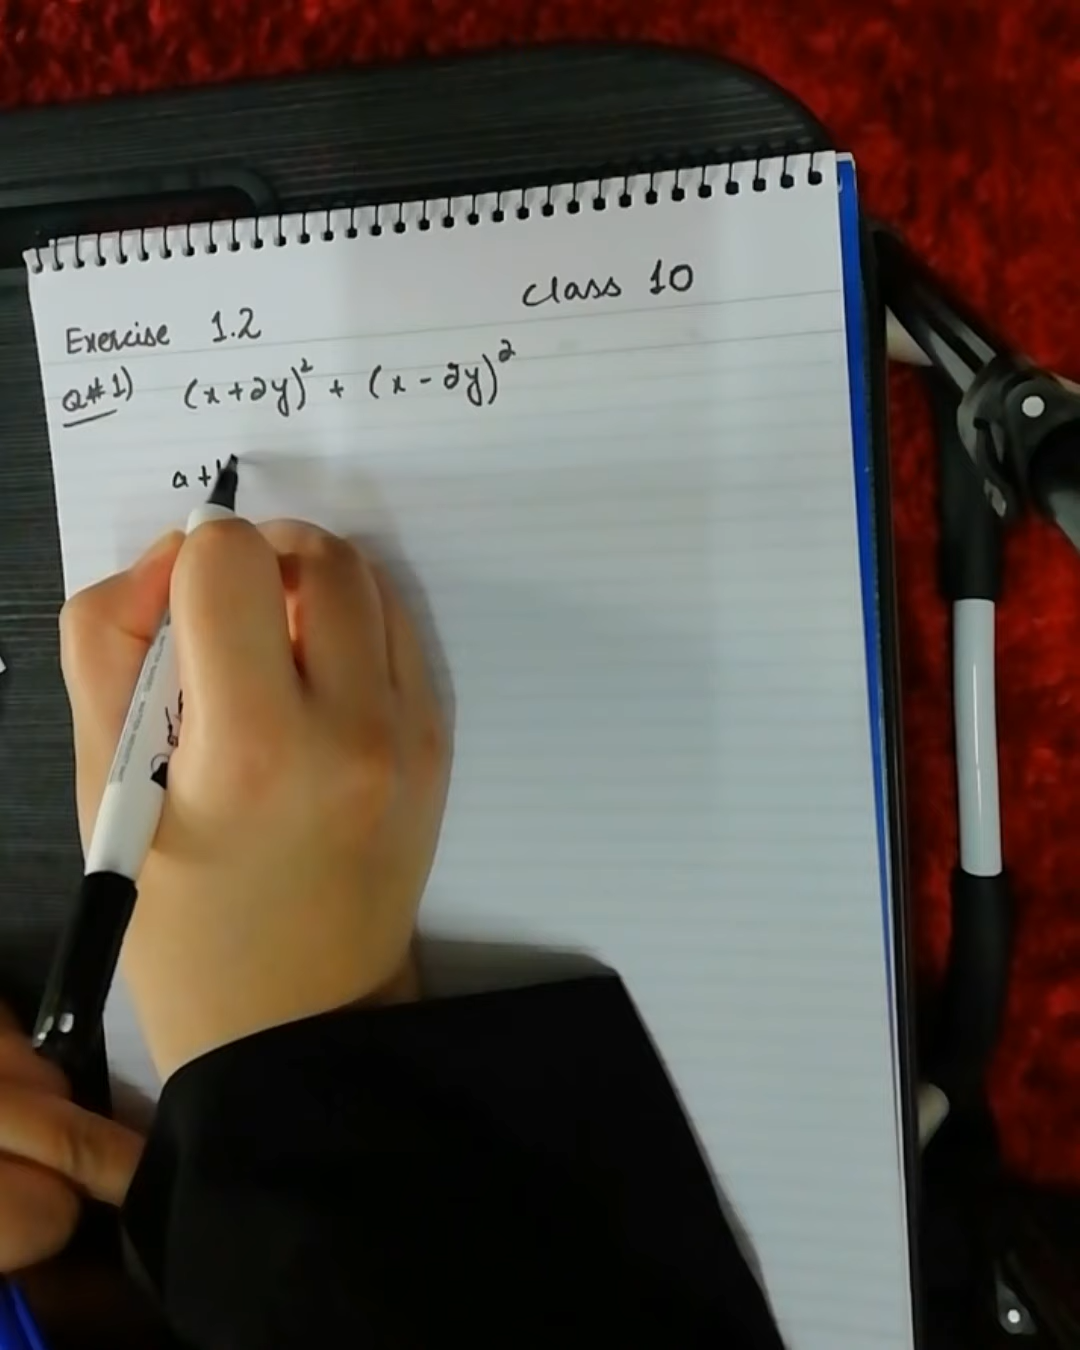 Class 10
Exercise 1.2
Q#1) (x+2y)² + (x-2y)²
a+